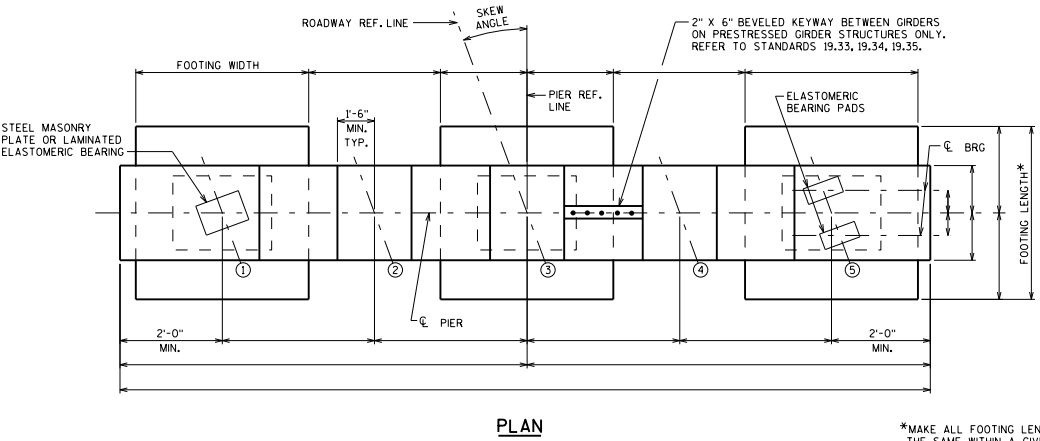 ROADWAY REF. LINE
SKEW
ANGLE
2" X 6" BEVELED KEYWAY BETWEEN GIRDERS
ON PRESTRESSED GIRDER STRUCTURES ONLY.
REFER TO STANDARDS 19.33, 19.34, 19.35.
FOOTING WIDTH
PIER REF.
LINE
ELASTOMERIC
BEARING PADS
STEEL MASONRY
PLATE OR LAMINATED
ELASTOMERIC BEARING
1'-6"
MIN.
TYP.
℄ BRG
FOOTING LENGTH*
1
2
3
4
5
℄ PIER
2'-0"
MIN.
2'-0"
MIN.
PLAN
*MAKE ALL FOOTING LEN
THE SAME WITHIN A GIV